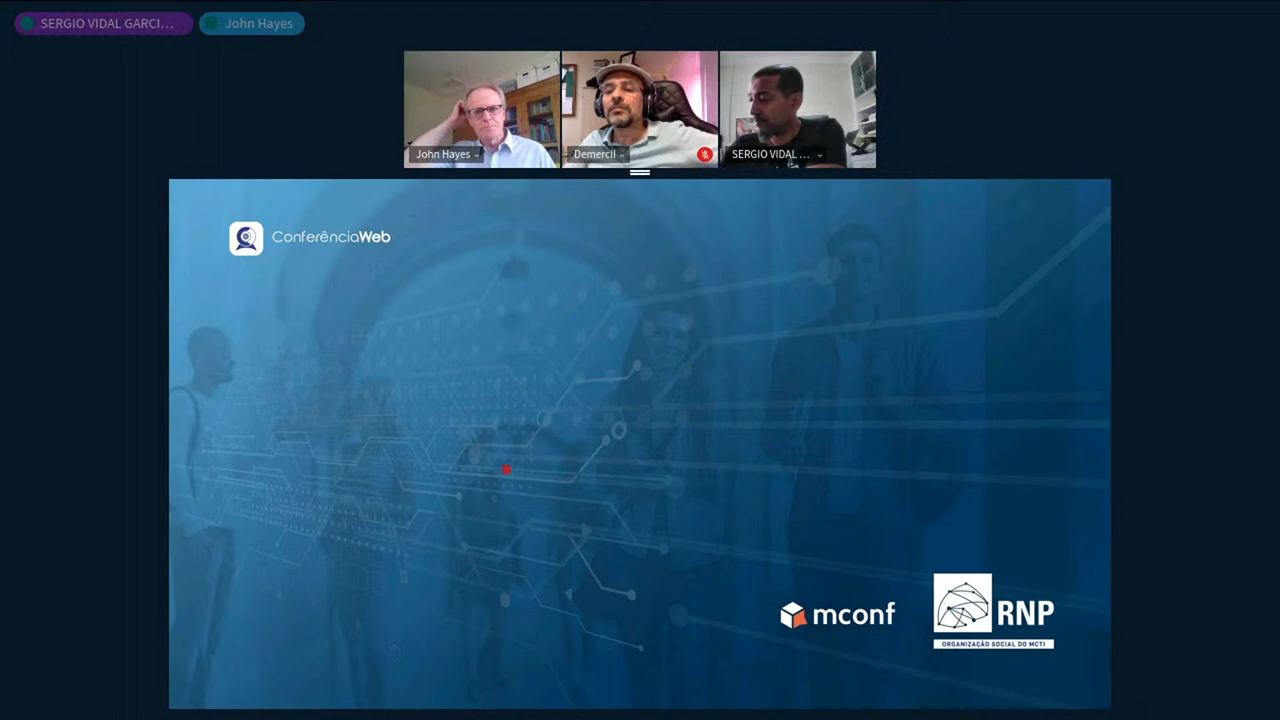 SERGIO VIDAL GARCI...
John Hayes
John Hayes
Demercil
SERGIO VIDAL ...
ConferênciaWeb
mconf
RNP
ORGANIZAÇÃO SOCIAL DO MCTI